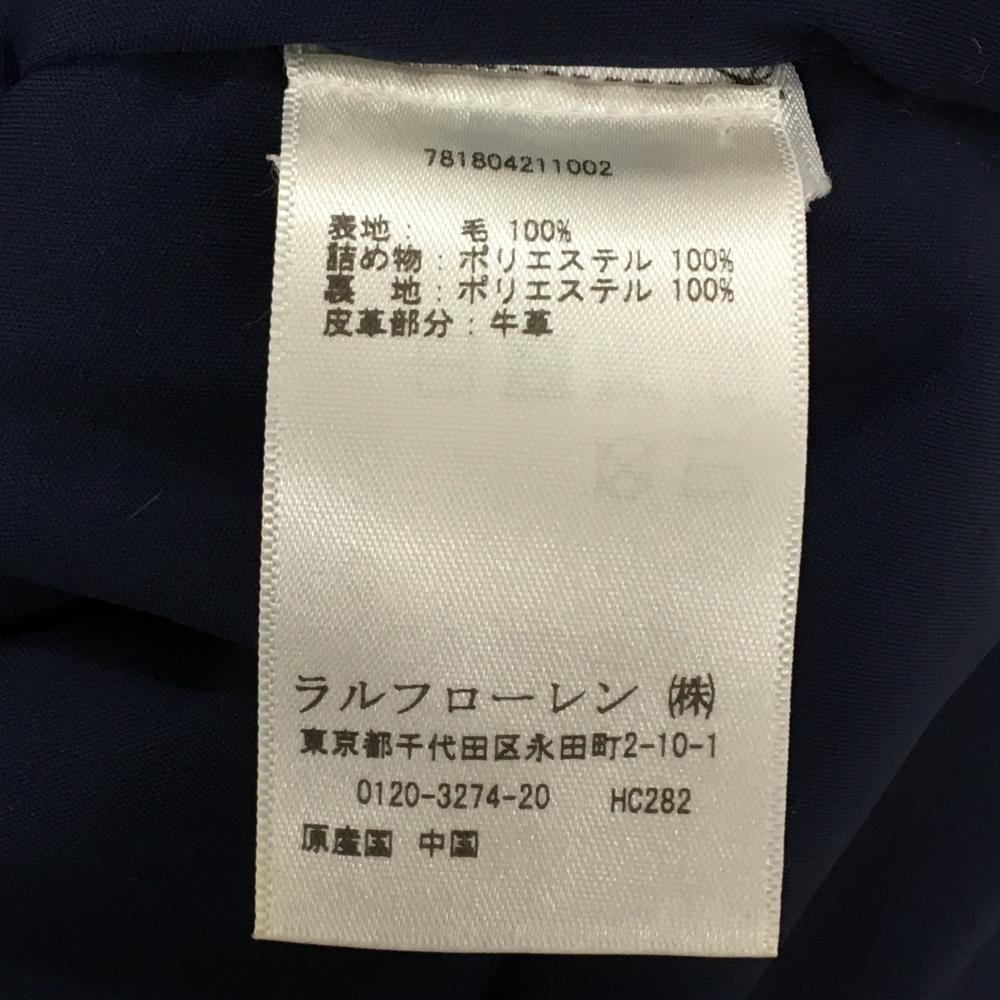 781804211002
表地： 毛 100%
詰め物：ポリエステル 100%
裏 地：ポリエステル 100%
皮革部分：牛革
ラルフローレン ㈱
東京都千代田区永田町2-10-1
0120-3274-20 HC282
原産国 中国